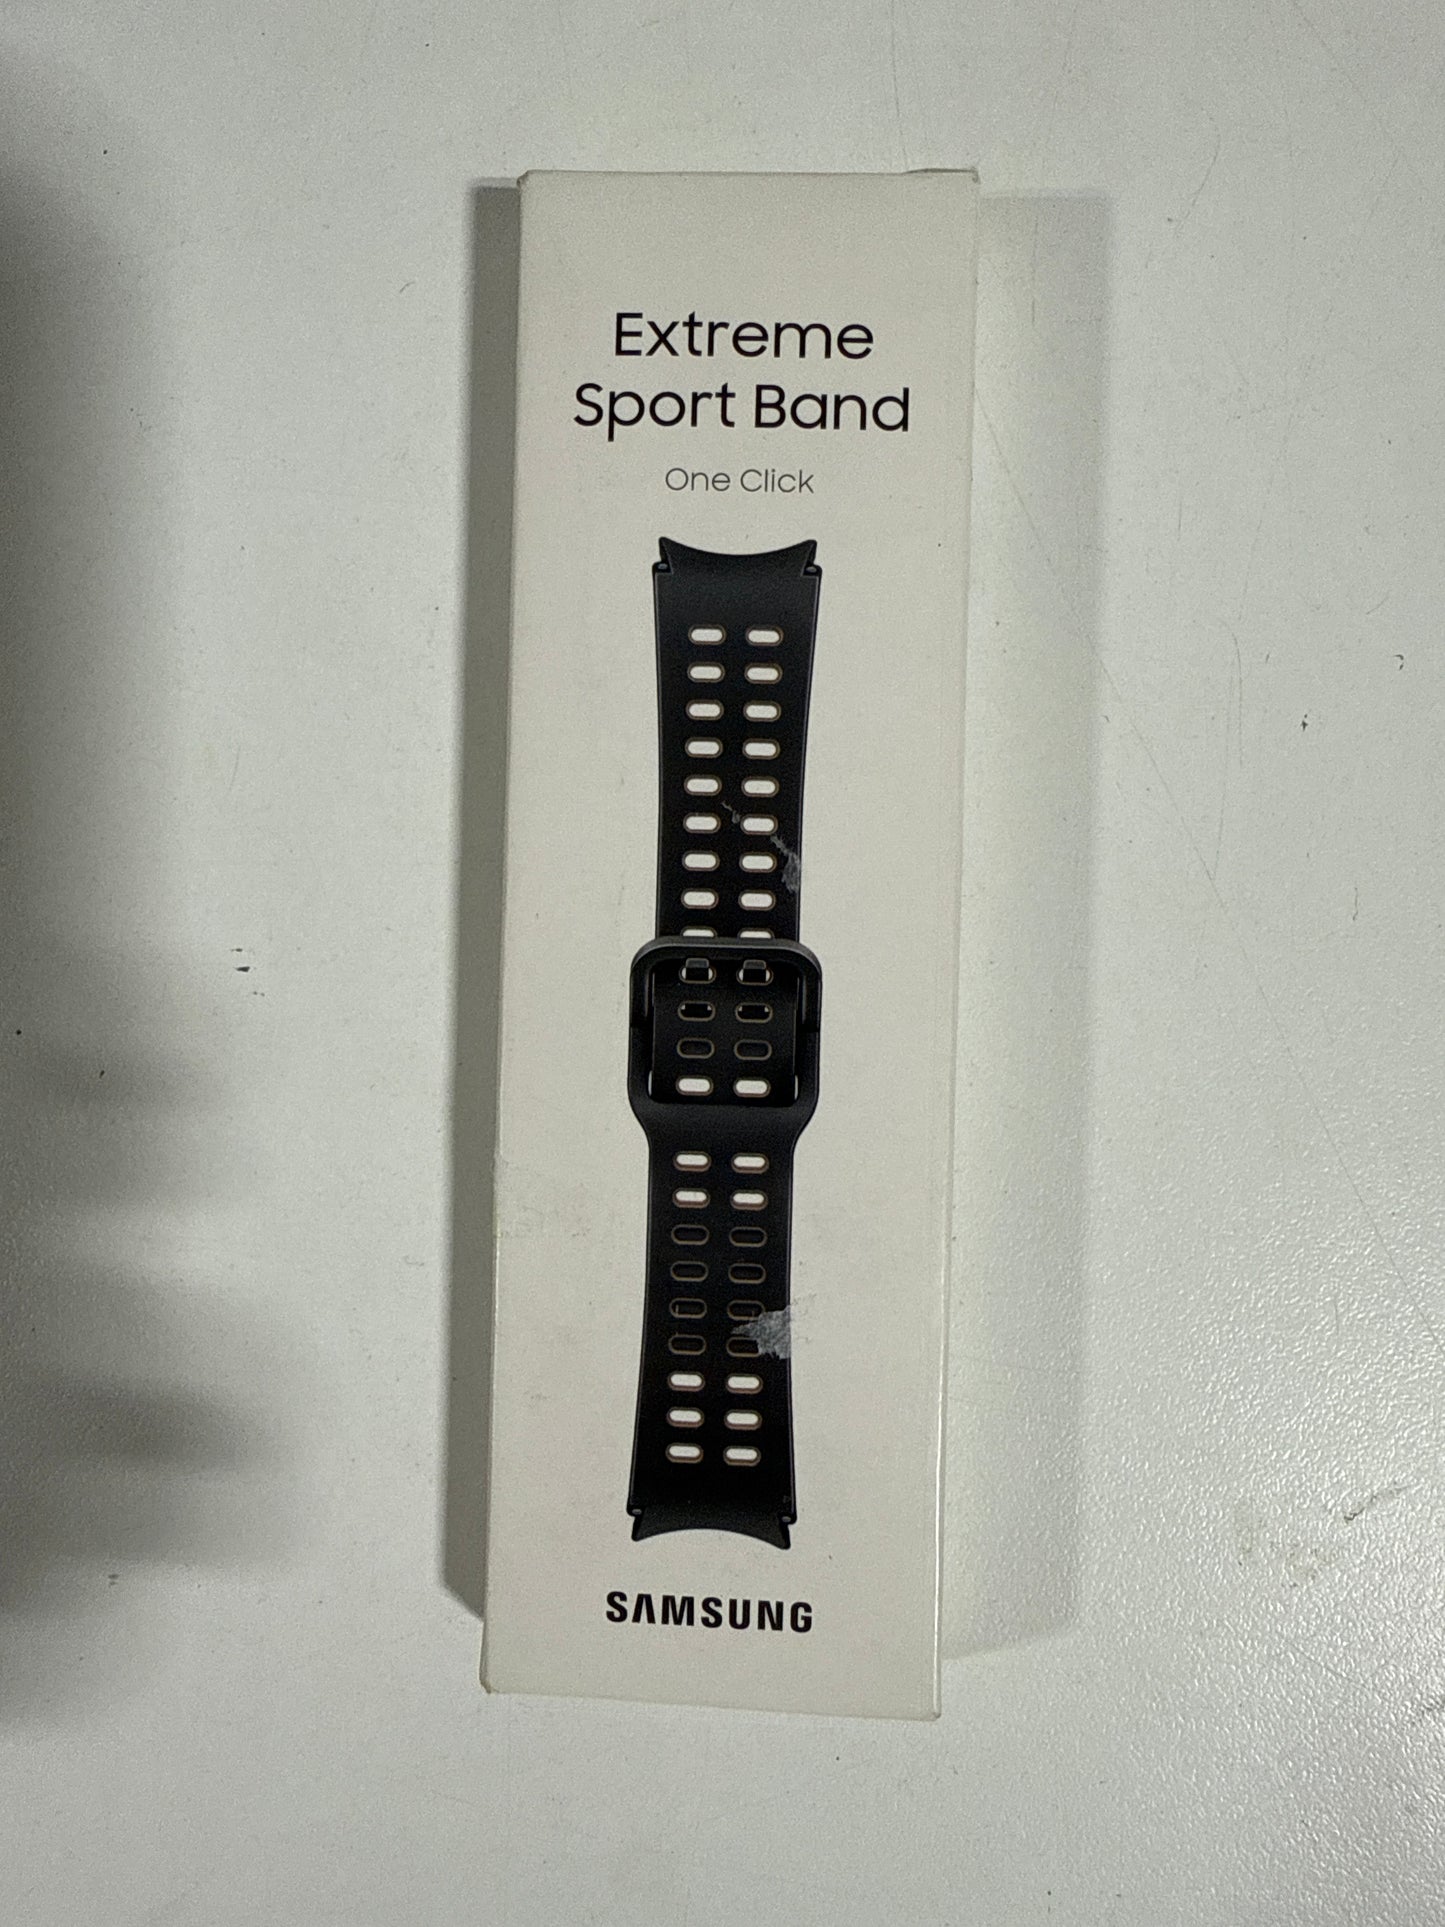 Extreme
Sport Band
One Click
SAMSUNG